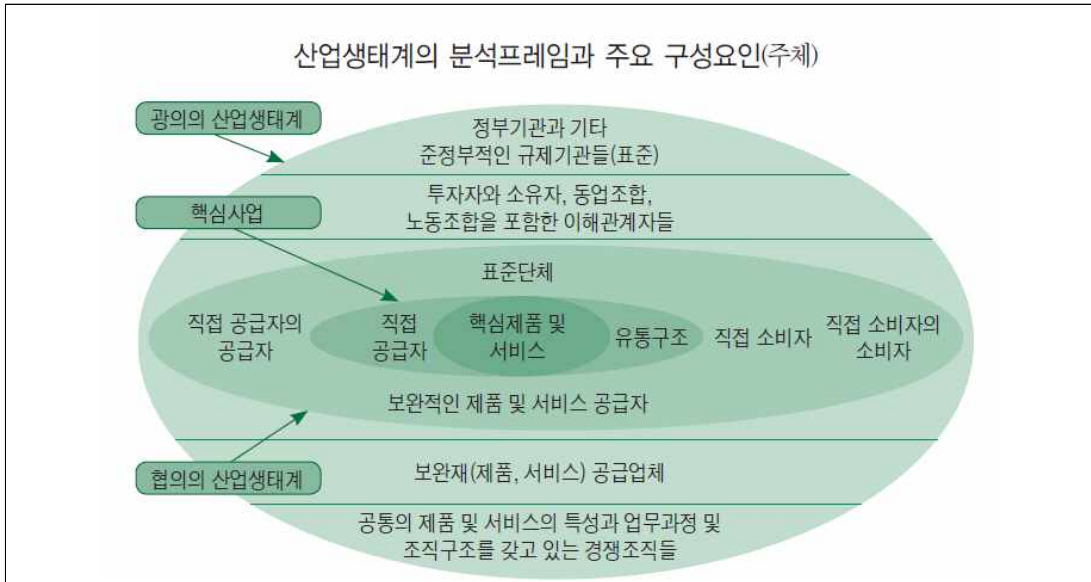 산업생태계의 분석프레임과 주요 구성요인(주체)
광의의 산업생태계
정부기관과 기타
준정부적인 규제기관들(표준)
핵심사업
투자자와 소유자, 동업조합,
노동조합을 포함한 이해관계자들
표준단체
직접 공급자의
공급자
직접
공급자
핵심제품 및
서비스
유통구조
직접 소비자
직접 소비자의
소비자
보완적인 제품 및 서비스 공급자
협의의 산업생태계
보완재(제품, 서비스) 공급업체
공통의 제품 및 서비스의 특성과 업무과정 및
조직구조를 갖고 있는 경쟁조직들